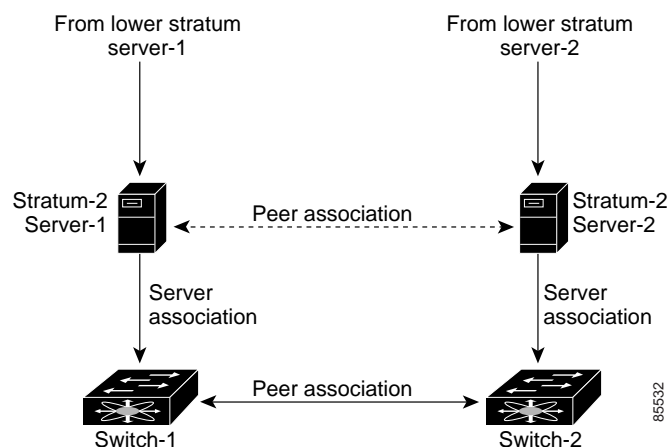 From lower stratum
server-1
From lower stratum
server-2
Stratum-2
Server-1
Peer association
Stratum-2
Server-2
Server
association
Server
association
Peer association
Switch-1
Switch-2
85532